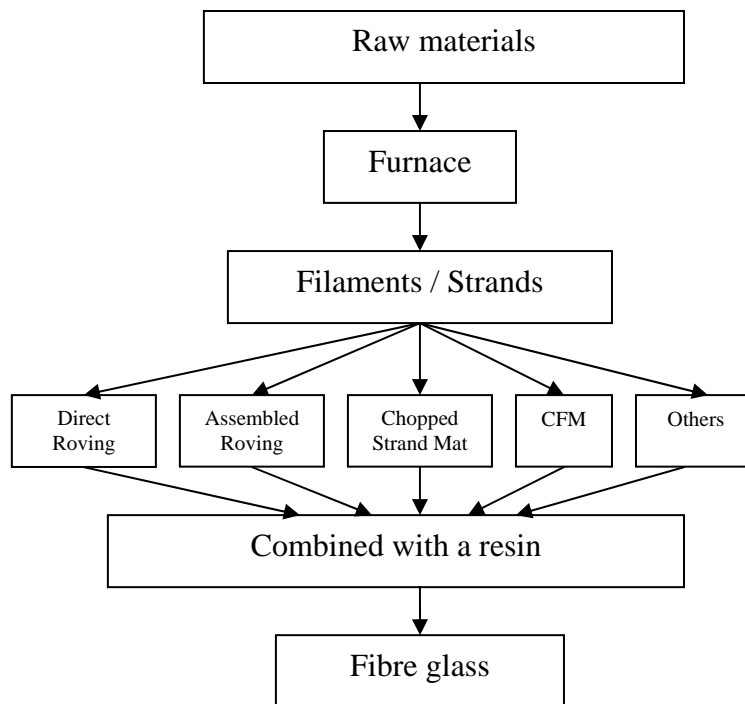 Raw materials
Furnace
Filaments / Strands
Direct
Roving
Assembled
Roving
Chopped
Strand Mat
CFM
Others
Combined with a resin
Fibre glass